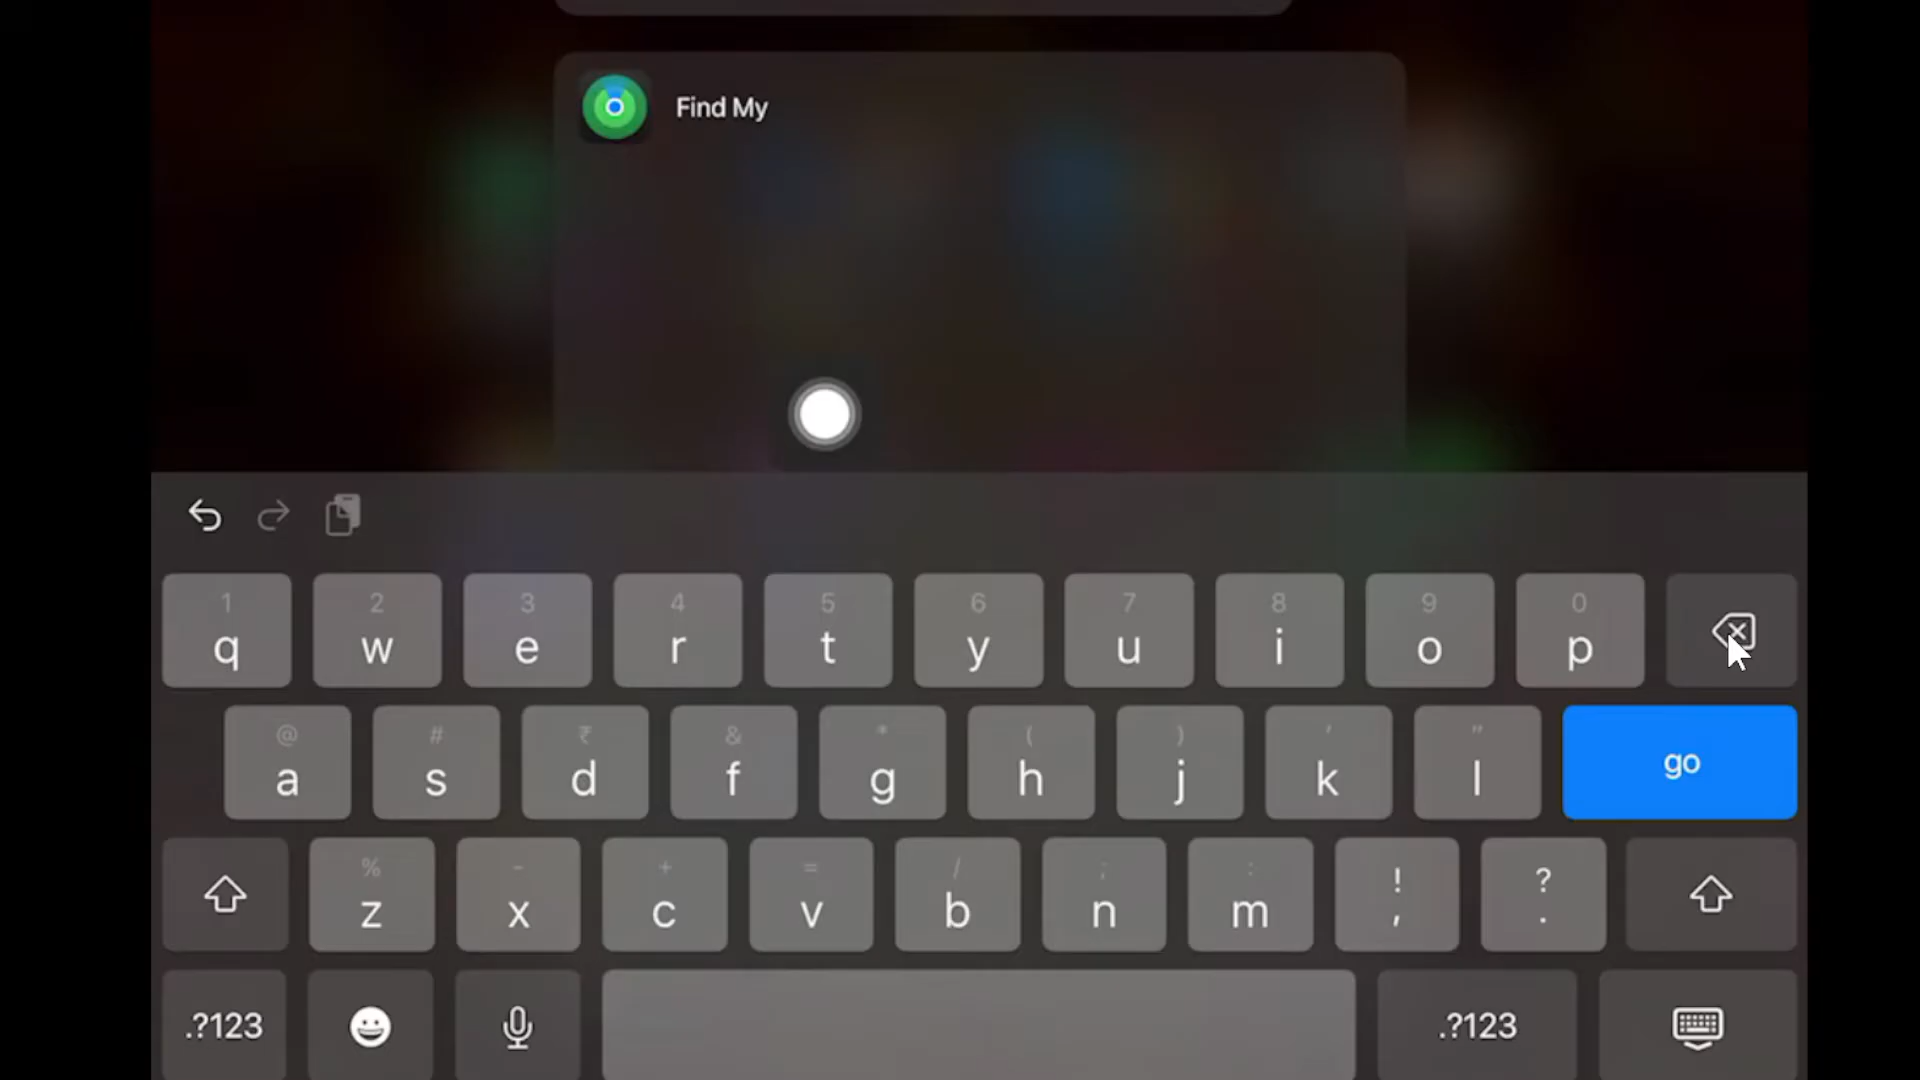 Find My
1 2 3 4 5 6 7 8 9 0
q w e r t y u i o p
@ # ₹ & * ( ) ' "
a s d f g h j k l go
% - + = / ; : ! ?
z x c v b n m , .
.?123 .?123